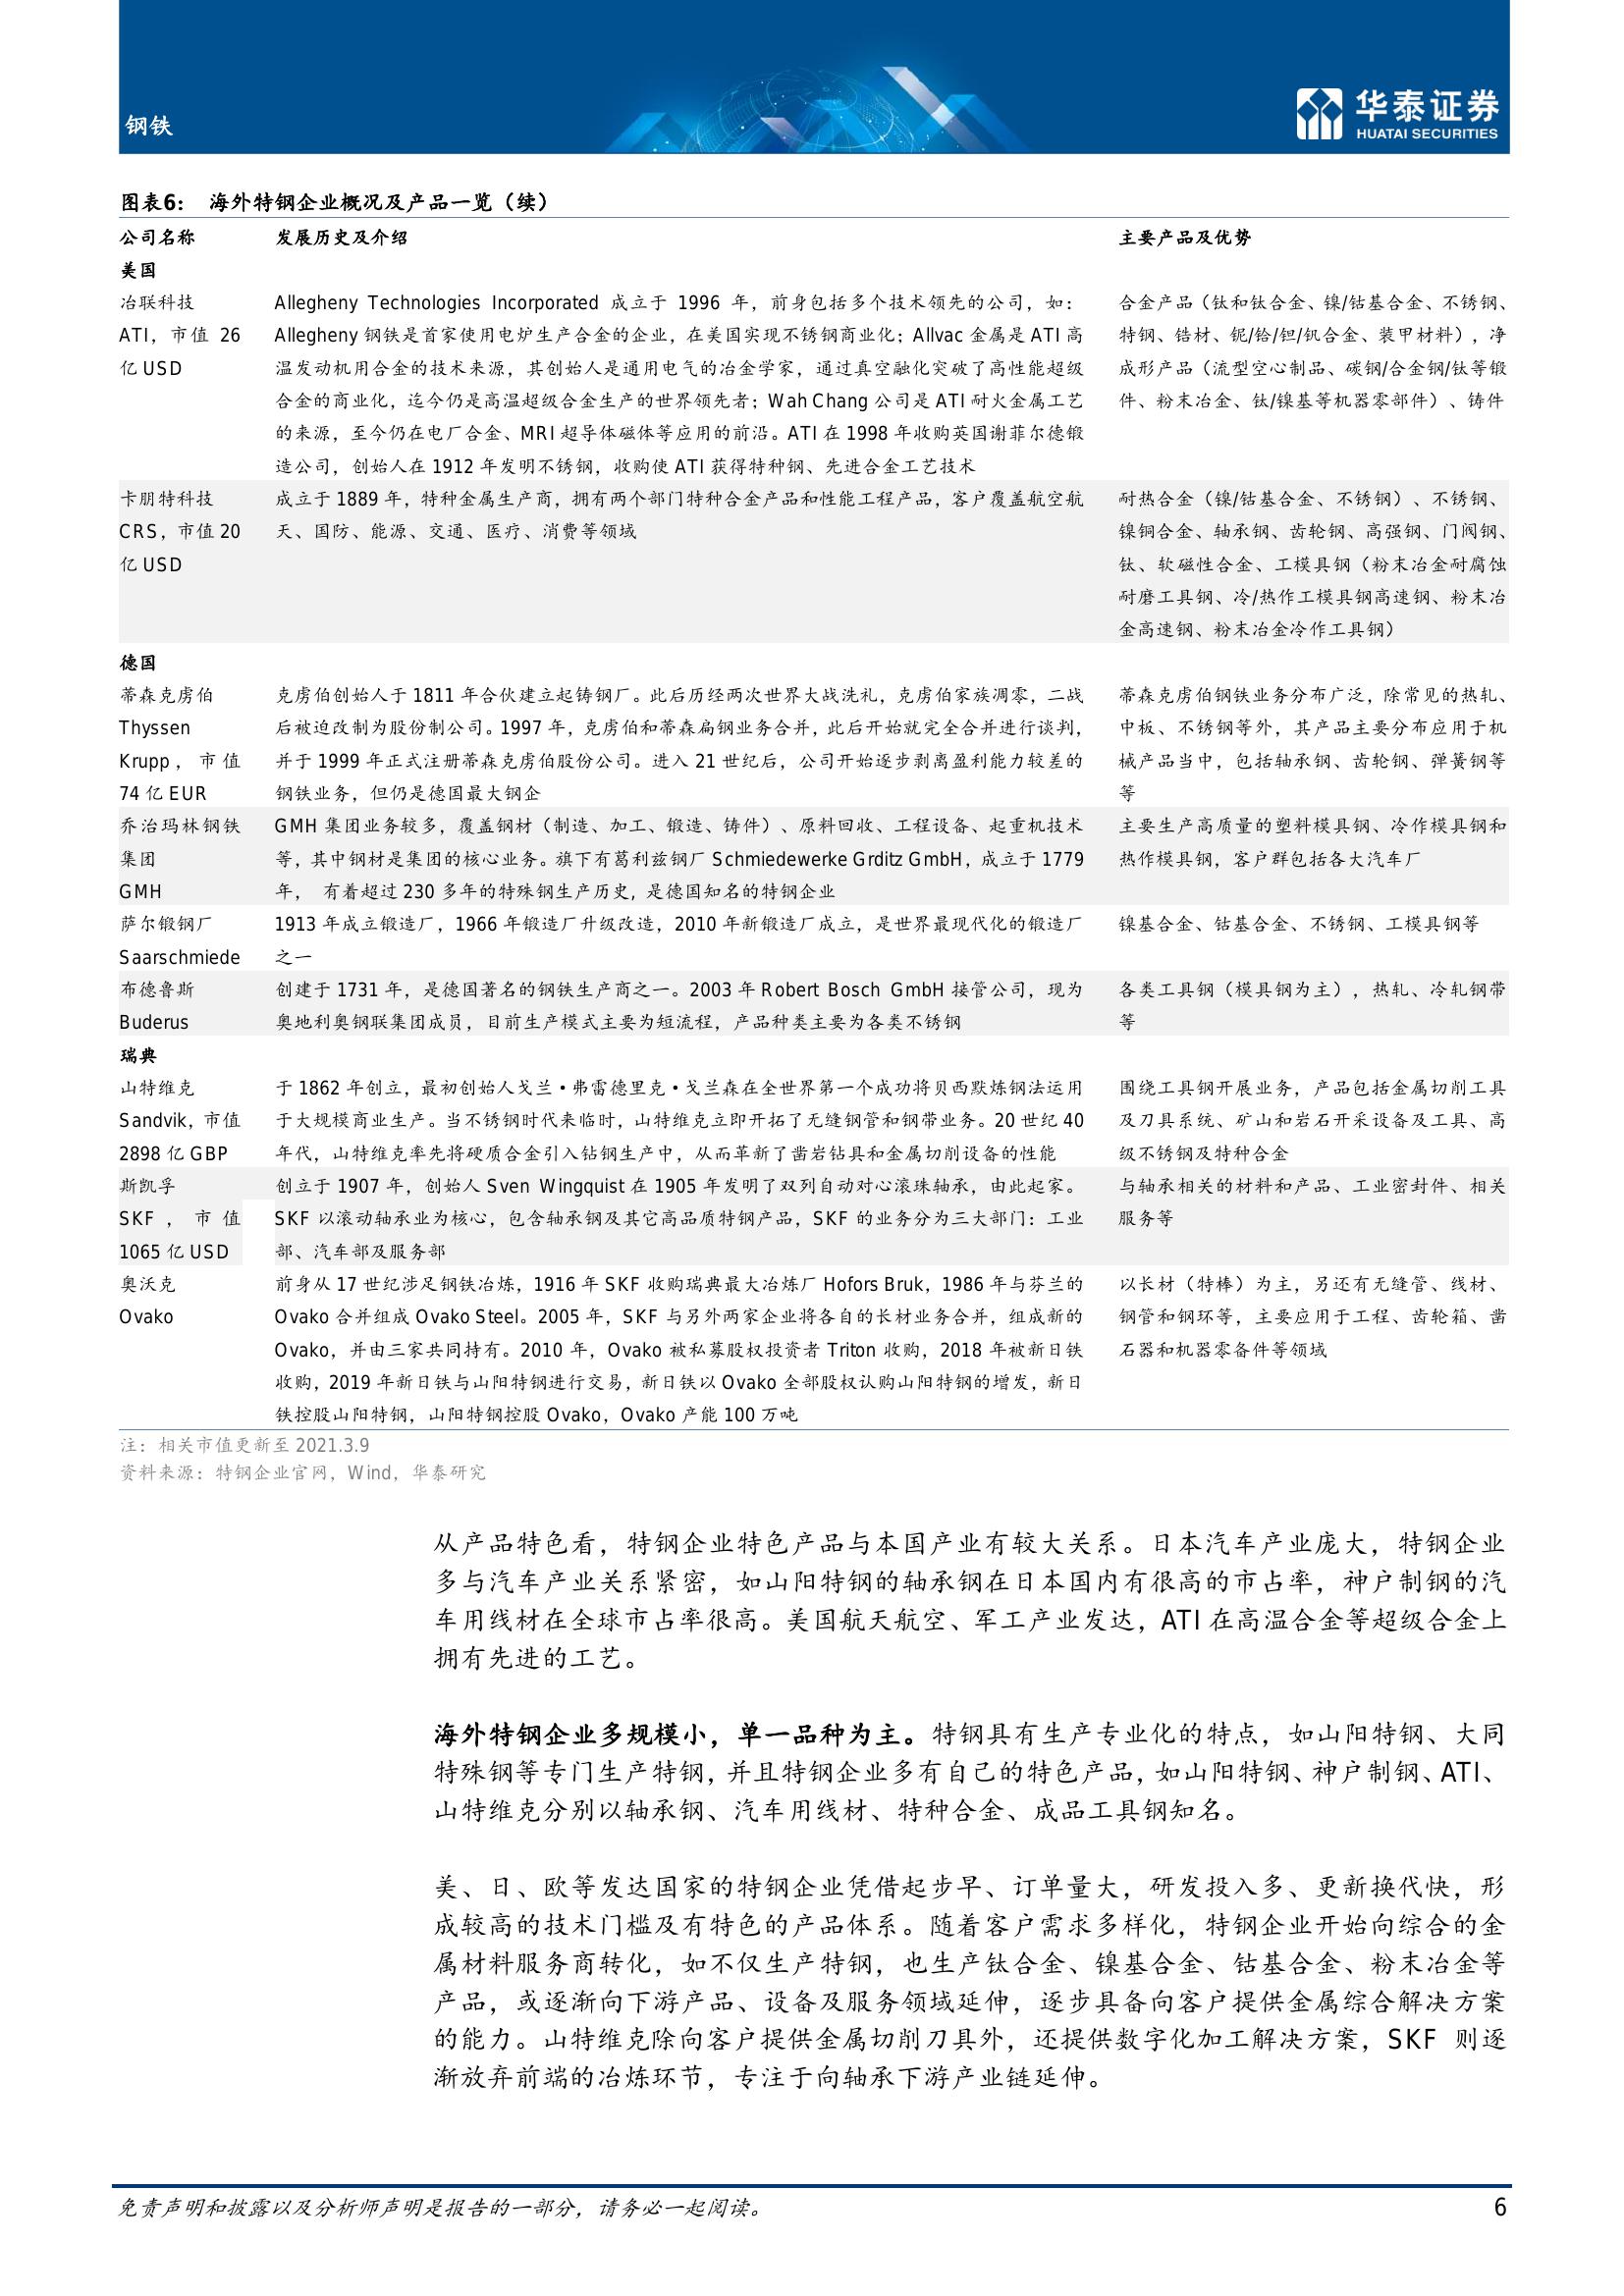 钢铁
华泰证券
HUATAI SECURITIES
图表6： 海外特钢企业概况及产品一览（续）
公司名称 发展历史及介绍 主要产品及优势
美国
冶联科技 Allegheny Technologies Incorporated 成立于 1996 年，前身包括多个技术领先的公司，如： 合金产品（钛和钛合金、镍/钴基合金、不锈钢、
ATI，市值 26 Allegheny 钢铁是首家使用电炉生产合金的企业，在美国实现不锈钢商业化；Allvac 金属是 ATI 高 特钢、锆材、铌/铪/钽/钒合金、装甲材料），净
亿 USD 温发动机用合金的技术来源，其创始人是通用电气的冶金学家，通过真空融化突破了高性能超级 成形产品（流型空心制品、碳钢/合金钢/钛等锻
合金的商业化，迄今仍是高温超级合金生产的世界领先者；Wah Chang 公司是 ATI 耐火金属工艺 件、粉末冶金、钛/镍基等机器零部件）、铸件
的来源，至今仍在电厂合金、MRI 超导体磁体等应用的前沿。ATI 在 1998 年收购英国谢菲尔德锻
造公司，创始人在 1912 年发明不锈钢，收购使 ATI 获得特种钢、先进合金工艺技术
卡朋特科技 成立于 1889 年，特种金属生产商，拥有两个部门特种合金产品和性能工程产品，客户覆盖航空航 耐热合金（镍/钴基合金、不锈钢）、不锈钢、
CRS，市值 20 天、国防、能源、交通、医疗、消费等领域 镍铜合金、轴承钢、齿轮钢、高强钢、门阀钢、
亿 USD 钛、软磁性合金、工模具钢（粉末冶金耐腐蚀
耐磨工具钢、冷/热作工模具钢高速钢、粉末冶
金高速钢、粉末冶金冷作工具钢）
德国
蒂森克虏伯 克虏伯创始人于 1811 年合伙建立起铸钢厂。此后历经两次世界大战洗礼，克虏伯家族凋零，二战 蒂森克虏伯钢铁业务分布广泛，除常见的热轧、
Thyssen 后被迫改制为股份制公司。1997 年，克虏伯和蒂森扁钢业务合并，此后开始就完全合并进行谈判， 中板、不锈钢等外，其产品主要分布应用于机
Krupp，市值 并于 1999 年正式注册蒂森克虏伯股份公司。进入 21 世纪后，公司开始逐步剥离盈利能力较差的 械产品当中，包括轴承钢、齿轮钢、弹簧钢等
74 亿 EUR 钢铁业务，但仍是德国最大钢企 等
乔治玛林钢铁 GMH 集团业务较多，覆盖钢材（制造、加工、锻造、铸件）、原料回收、工程设备、起重机技术 主要生产高质量的塑料模具钢、冷作模具钢和
集团 等，其中钢材是集团的核心业务。旗下有葛利兹钢厂 Schmiedewerke Grditz GmbH，成立于 1779 热作模具钢，客户群包括各大汽车厂
GMH 年， 有着超过 230 多年的特殊钢生产历史，是德国知名的特钢企业
萨尔锻钢厂 1913 年成立锻造厂，1966 年锻造厂升级改造，2010 年新锻造厂成立，是世界最现代化的锻造厂 镍基合金、钴基合金、不锈钢、工模具钢等
Saarschmiede 之一
布德鲁斯 创建于 1731 年，是德国著名的钢铁生产商之一。2003 年 Robert Bosch GmbH 接管公司，现为 各类工具钢（模具钢为主），热轧、冷轧钢带
Buderus 奥地利奥钢联集团成员，目前生产模式主要为短流程，产品种类主要为各类不锈钢 等
瑞典
山特维克 于 1862 年创立，最初创始人戈兰·弗雷德里克·戈兰森在全世界第一个成功将贝西默炼钢法运用 围绕工具钢开展业务，产品包括金属切削工具
Sandvik，市值 于大规模商业生产。当不锈钢时代来临时，山特维克立即开拓了无缝钢管和钢带业务。20 世纪 40 及刀具系统、矿山和岩石开采设备及工具、高
2898 亿 GBP 年代，山特维克率先将硬质合金引入钻钢生产中，从而革新了凿岩钻具和金属切削设备的性能 级不锈钢及特种合金
斯凯孚 创立于 1907 年，创始人 Sven Wingquist 在 1905 年发明了双列自动对心滚珠轴承，由此起家。 与轴承相关的材料和产品、工业密封件、相关
SKF，市值 SKF 以滚动轴承业为核心，包含轴承钢及其它高品质特钢产品，SKF 的业务分为三大部门：工业 服务等
1065 亿 USD 部、汽车部及服务部
奥沃克 前身从 17 世纪涉足钢铁冶炼，1916 年 SKF 收购瑞典最大冶炼厂 Hofors Bruk，1986 年与芬兰的 以长材（特棒）为主，另还有无缝管、线材、
Ovako Ovako 合并组成 Ovako Steel。2005 年，SKF 与另外两家企业将各自的长材业务合并，组成新的 钢管和钢环等，主要应用于工程、齿轮箱、凿
Ovako，并由三家共同持有。2010 年，Ovako 被私募股权投资者 Triton 收购，2018 年被新日铁 石器和机器零备件等领域
收购，2019 年新日铁与山阳特钢进行交易，新日铁以 Ovako 全部股权认购山阳特钢的增发，新日
铁控股山阳特钢，山阳特钢控股 Ovako，Ovako 产能 100 万吨
注：相关市值更新至 2021.3.9
资料来源：特钢企业官网，Wind，华泰研究
从产品特色看，特钢企业特色产品与本国产业有较大关系。日本汽车产业庞大，特钢企业
多与汽车产业关系紧密，如山阳特钢的轴承钢在日本国内有很高的市占率，神户制钢的汽
车用线材在全球市占率很高。美国航天航空、军工产业发达，ATI 在高温合金等超级合金上
拥有先进的工艺。
海外特钢企业多规模小，单一品种为主。特钢具有生产专业化的特点，如山阳特钢、大同
特殊钢等专门生产特钢，并且特钢企业多有自己的特色产品，如山阳特钢、神户制钢、ATI、
山特维克分别以轴承钢、汽车用线材、特种合金、成品工具钢知名。
美、日、欧等发达国家的特钢企业凭借起步早、订单量大，研发投入多、更新换代快，形
成较高的技术门槛及有特色的产品体系。随着客户需求多样化，特钢企业开始向综合的金
属材料服务商转化，如不仅生产特钢，也生产钛合金、镍基合金、钴基合金、粉末冶金等
产品，或逐渐向下游产品、设备及服务领域延伸，逐步具备向客户提供金属综合解决方案
的能力。山特维克除向客户提供金属切削刀具外，还提供数字化加工解决方案，SKF 则逐
渐放弃前端的冶炼环节，专注于向轴承下游产业链延伸。
免责声明和披露以及分析师声明是报告的一部分，请务必一起阅读。 6